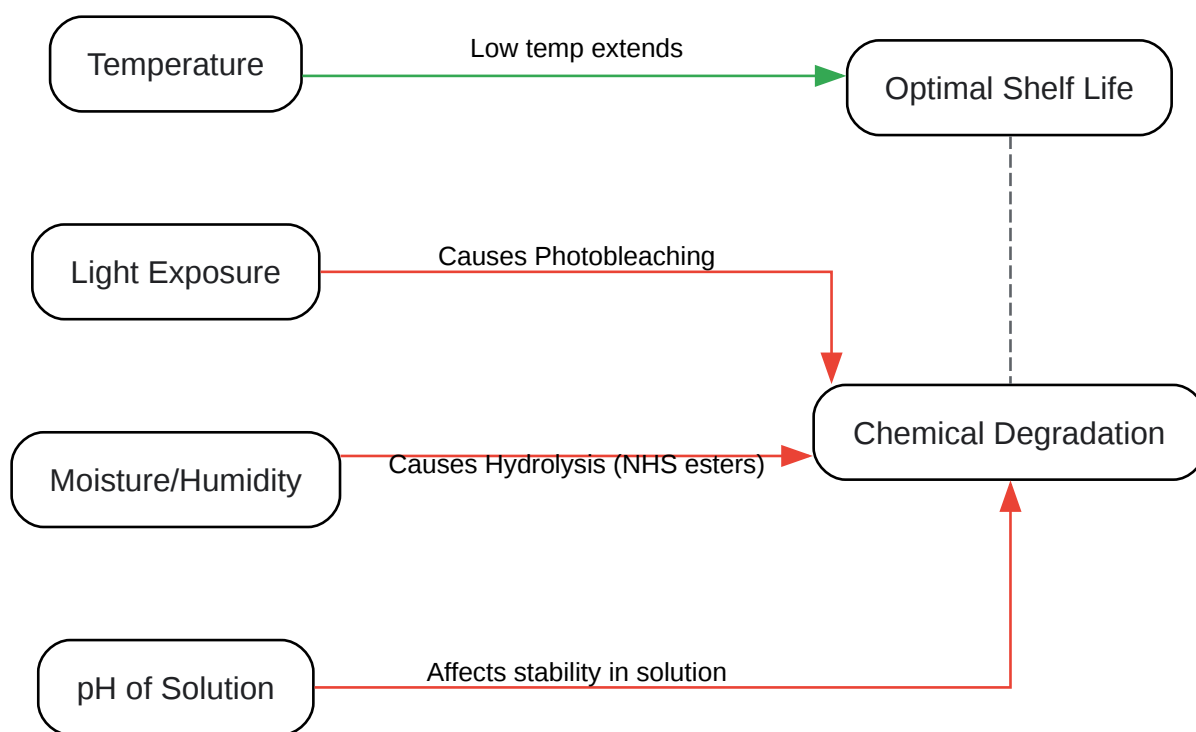 Temperature
Low temp extends
Optimal Shelf Life
Light Exposure
Causes Photobleaching
Chemical Degradation
Moisture/Humidity
Causes Hydrolysis (NHS esters)
pH of Solution
Affects stability in solution